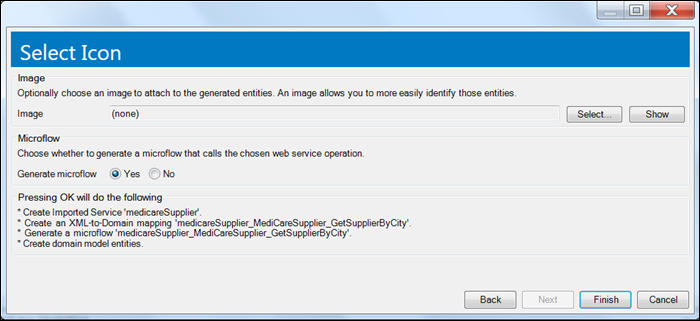 Select Icon
Image
Optionally choose an image to attach to the generated entities. An image allows you to more easily identify those entities.
Image (none) Select... Show
Microflow
Choose whether to generate a microflow that calls the chosen web service operation.
Generate microflow Yes No
Pressing OK will do the following
* Create Imported Service 'medicareSupplier'.
* Create an XML-to-Domain mapping 'medicareSupplier_MediCareSupplier_GetSupplierByCity'.
* Generate a microflow 'medicareSupplier_MediCareSupplier_GetSupplierByCity'.
* Create domain model entities.
Back Next Finish Cancel